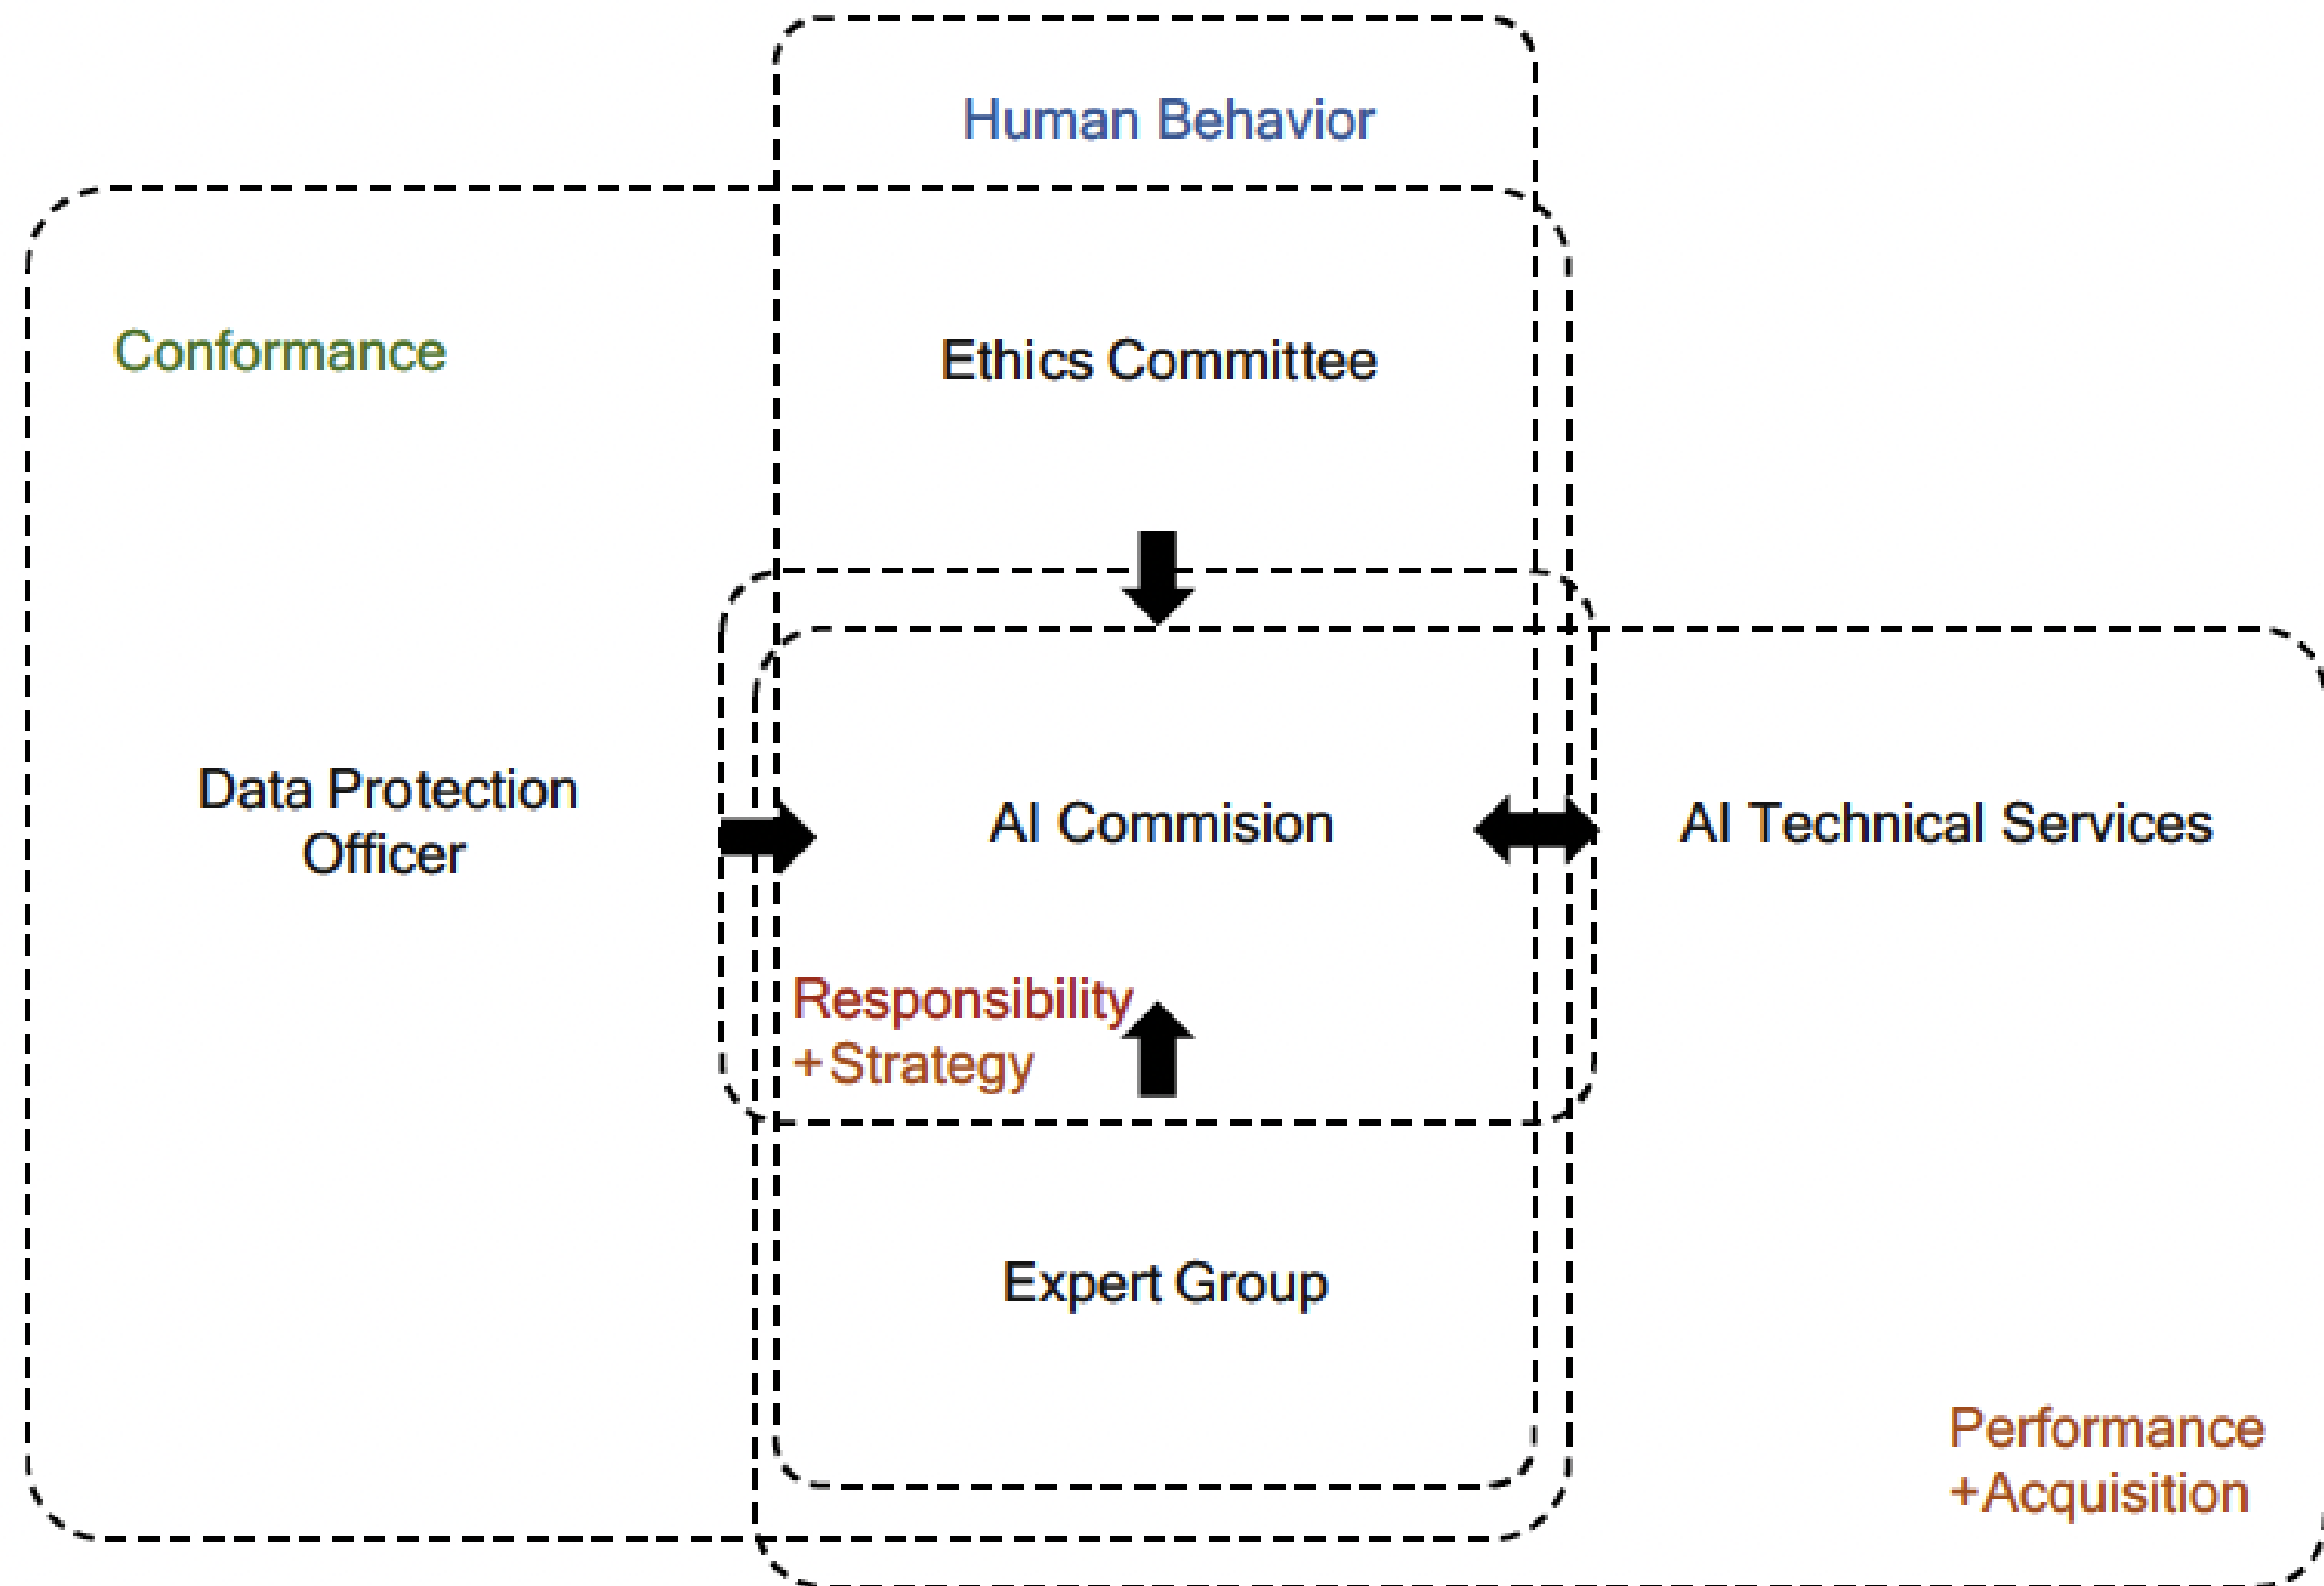 Human Behavior
Conformance
Ethics Committee
Data Protection
Officer
AI Commision
AI Technical Services
Responsibility
+Strategy
Expert Group
Performance
+Acquisition